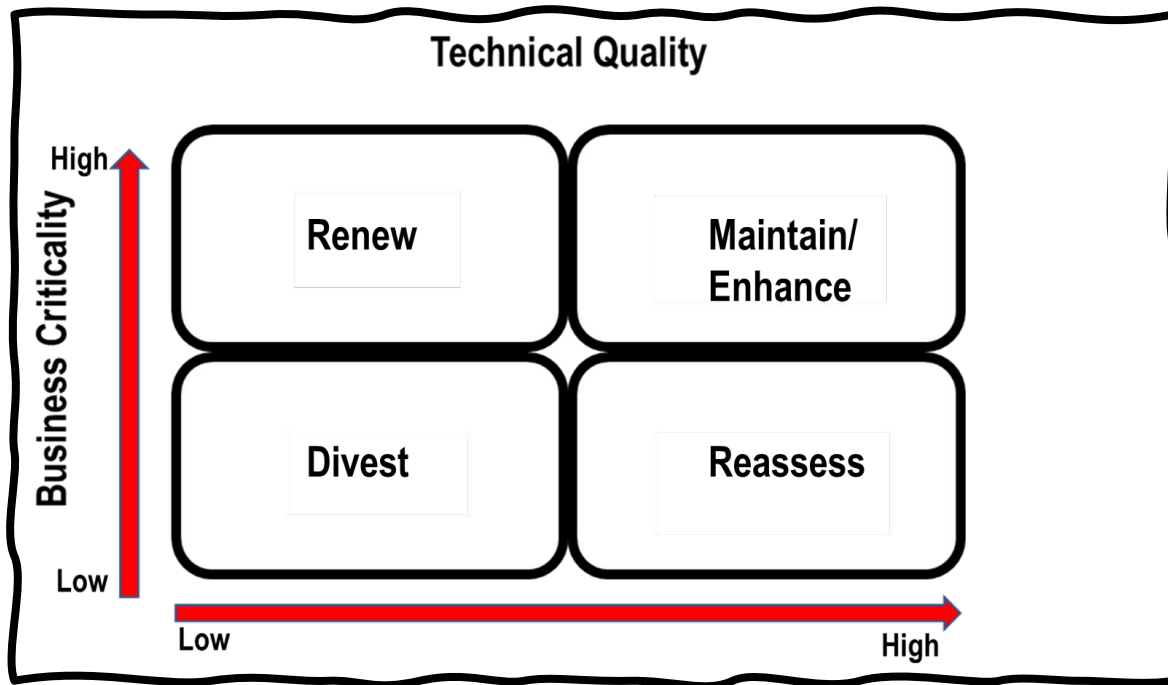 Technical Quality
High
Business Criticality
Renew
Maintain/
Enhance
Divest
Reassess
Low
Low
High